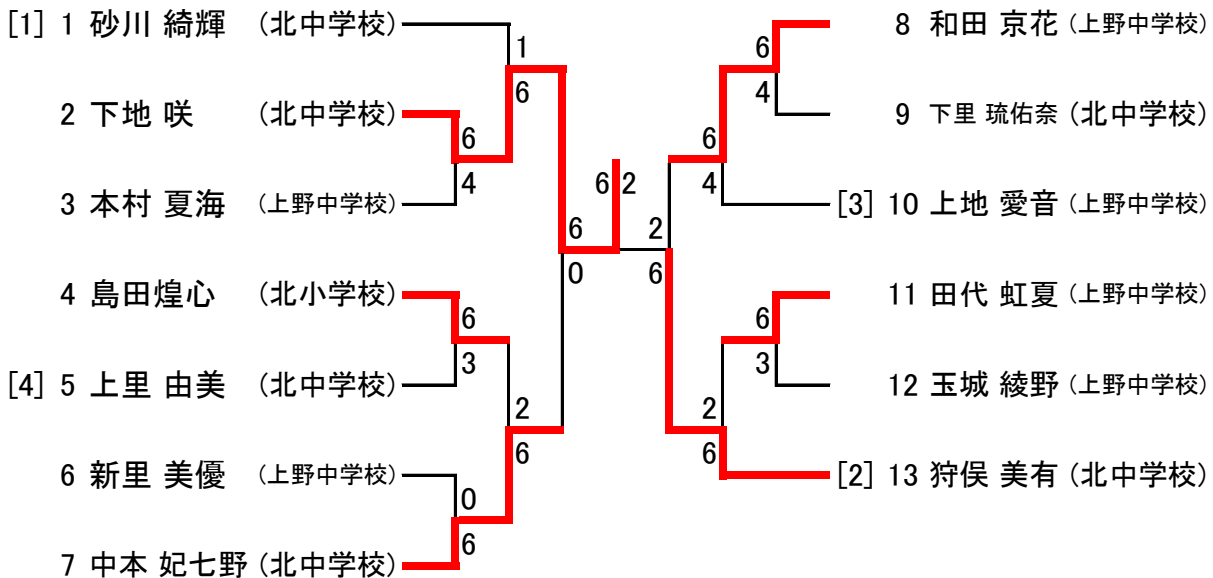 [1] 1 砂川 綺輝 (北中学校)
1
6
2 下地 咲 (北中学校)
6
4
3 本村 夏海 (上野中学校)
6
0
4 島田煌心 (北小学校)
6
3
[4] 5 上里 由美 (北中学校)
2
6
6 新里 美優 (上野中学校)
0
6
7 中本 妃七野 (北中学校)
6 2
8 和田 京花 (上野中学校)
6
4
9 下里 琉佑奈 (北中学校)
6
4
[3] 10 上地 愛音 (上野中学校)
2
6
11 田代 虹夏 (上野中学校)
6
3
12 玉城 綾野 (上野中学校)
2
6
[2] 13 狩俣 美有 (北中学校)